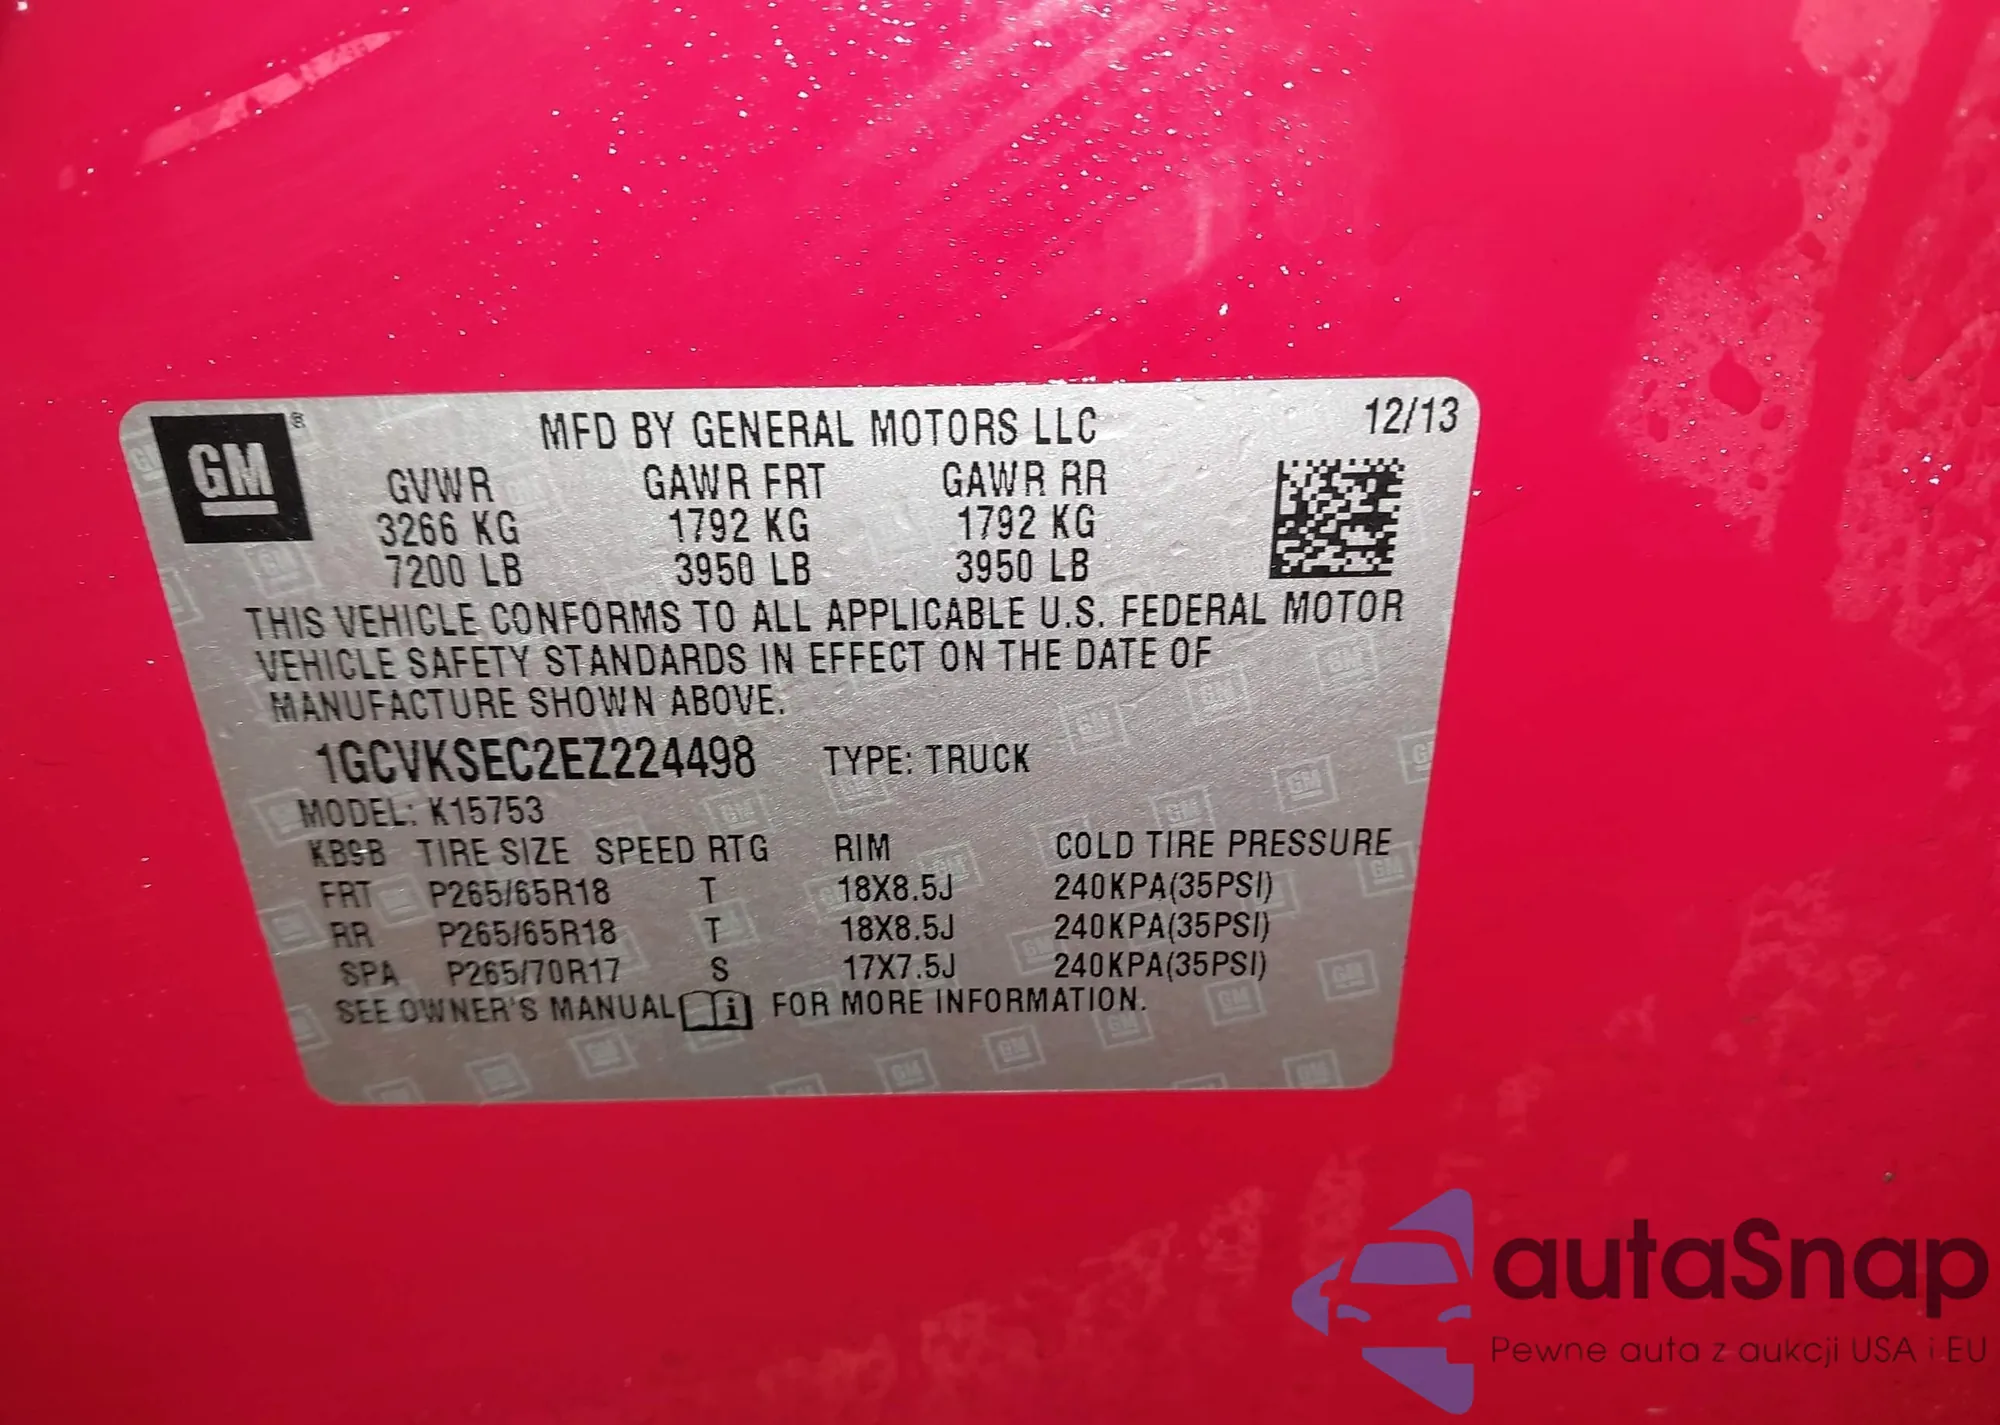 GM ®
MFD BY GENERAL MOTORS LLC 12/13
GVWR GAWR FRT GAWR RR
3266 KG 1792 KG 1792 KG
7200 LB 3950 LB 3950 LB
THIS VEHICLE CONFORMS TO ALL APPLICABLE U.S. FEDERAL MOTOR
VEHICLE SAFETY STANDARDS IN EFFECT ON THE DATE OF
MANUFACTURE SHOWN ABOVE.
1GCVKSEC2EZ224498 TYPE: TRUCK
MODEL: K15753
TIRE SIZE SPEED RTG RIM COLD TIRE PRESSURE
FRT P265/65R18 T 18X8.5J 240KPA(35PSI)
RR P265/65R18 T 18X8.5J 240KPA(35PSI)
SPA P265/70R17 S 17X7.5J 240KPA(35PSI)
SEE OWNER'S MANUAL i FOR MORE INFORMATION.
autaSnap
Pewne auta z aukcji USA i EU